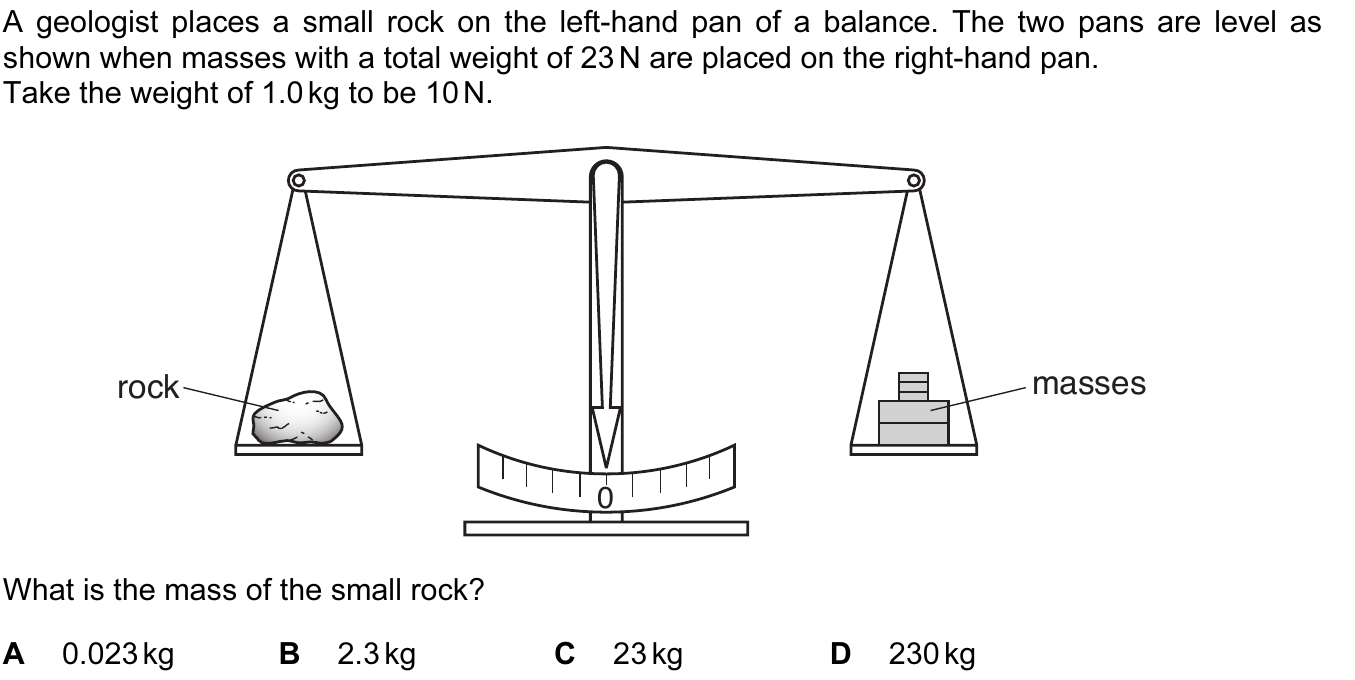 A geologist places a small rock on the left-hand pan of a balance. The two pans are level as
shown when masses with a total weight of 23 N are placed on the right-hand pan.
Take the weight of 1.0 kg to be 10 N.
rock
masses
0
What is the mass of the small rock?
A 0.023 kg B 2.3 kg C 23 kg D 230 kg